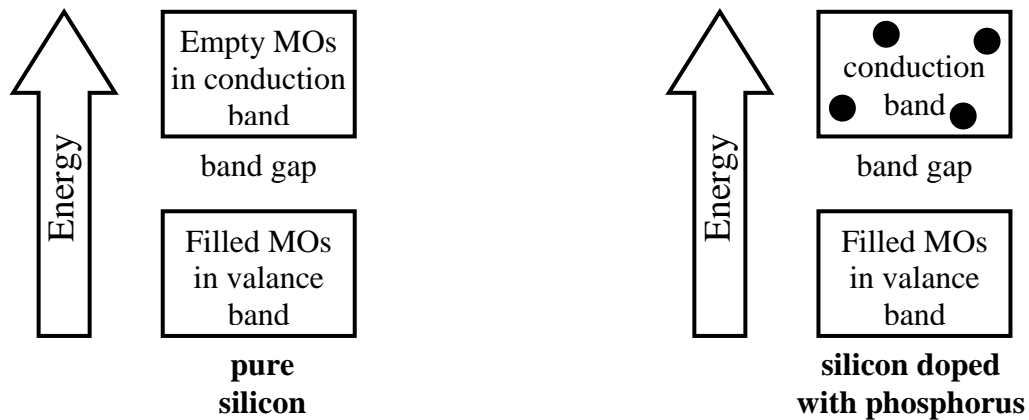 Energy
Empty MOs
in conduction
band
band gap
Filled MOs
in valance
band
pure
silicon
Energy
conduction
band
band gap
Filled MOs
in valance
band
silicon doped
with phosphorus